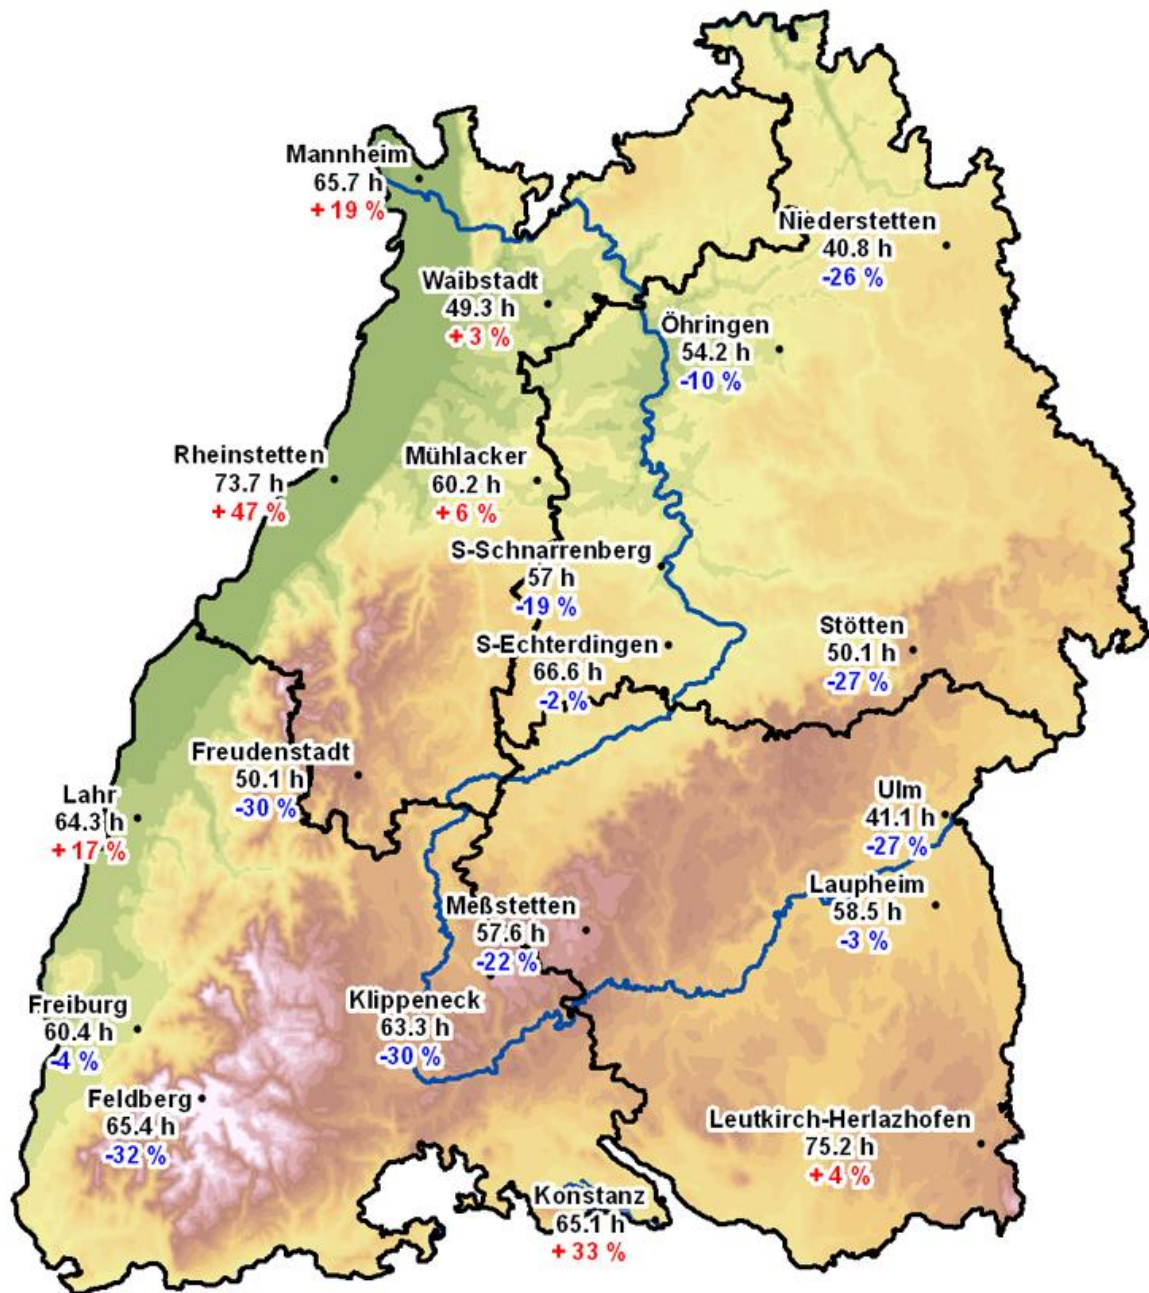 Mannheim
65.7 h
+ 19 %
Niederstetten
40.8 h
-26 %
Waibstadt
49.3 h
+ 3 %
Öhringen
54.2 h
-10 %
Rheinstetten
73.7 h
+ 47 %
Mühlacker
60.2 h
+ 6 %
S-Schnarrenberg
57 h
-19 %
S-Echterdingen
66.6 h
-2 %
Stötten
50.1 h
-27 %
Freudenstadt
50.1 h
-30 %
Lahr
64.3 h
+ 17 %
Ulm
41.1 h
-27 %
Laupheim
58.5 h
-3 %
Meßstetten
57.6 h
-22 %
Klippeneck
63.3 h
-30 %
Freiburg
60.4 h
-4 %
Feldberg
65.4 h
-32 %
Leutkirch-Herlazhofen
75.2 h
+ 4 %
Konstanz
65.1 h
+ 33 %